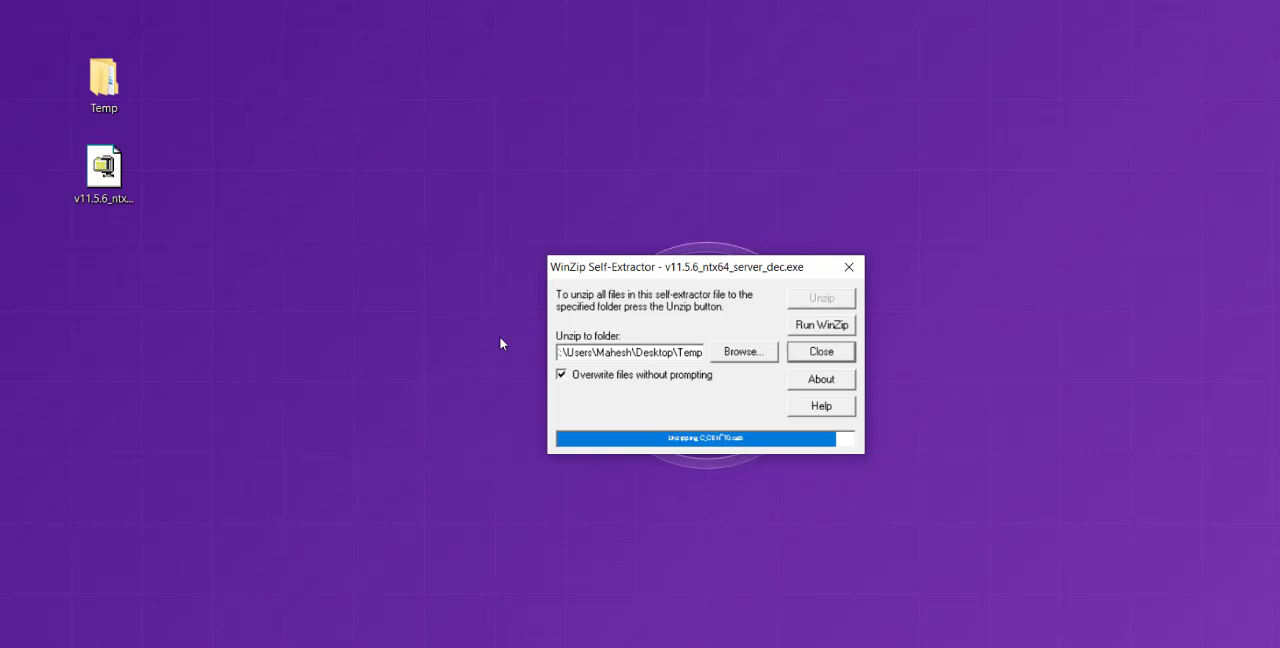 Temp
v11.5.6_ntx...
WinZip Self-Extractor - v11.5.6_ntx64_server_dec.exe
To unzip all files in this self-extractor file to the
specified folder press the Unzip button.
Unzip
Run WinZip
Unzip to folder:
:\Users\Mahesh\Desktop\Temp
Browse...
Close
Overwrite files without prompting
About
Help
Unzipping